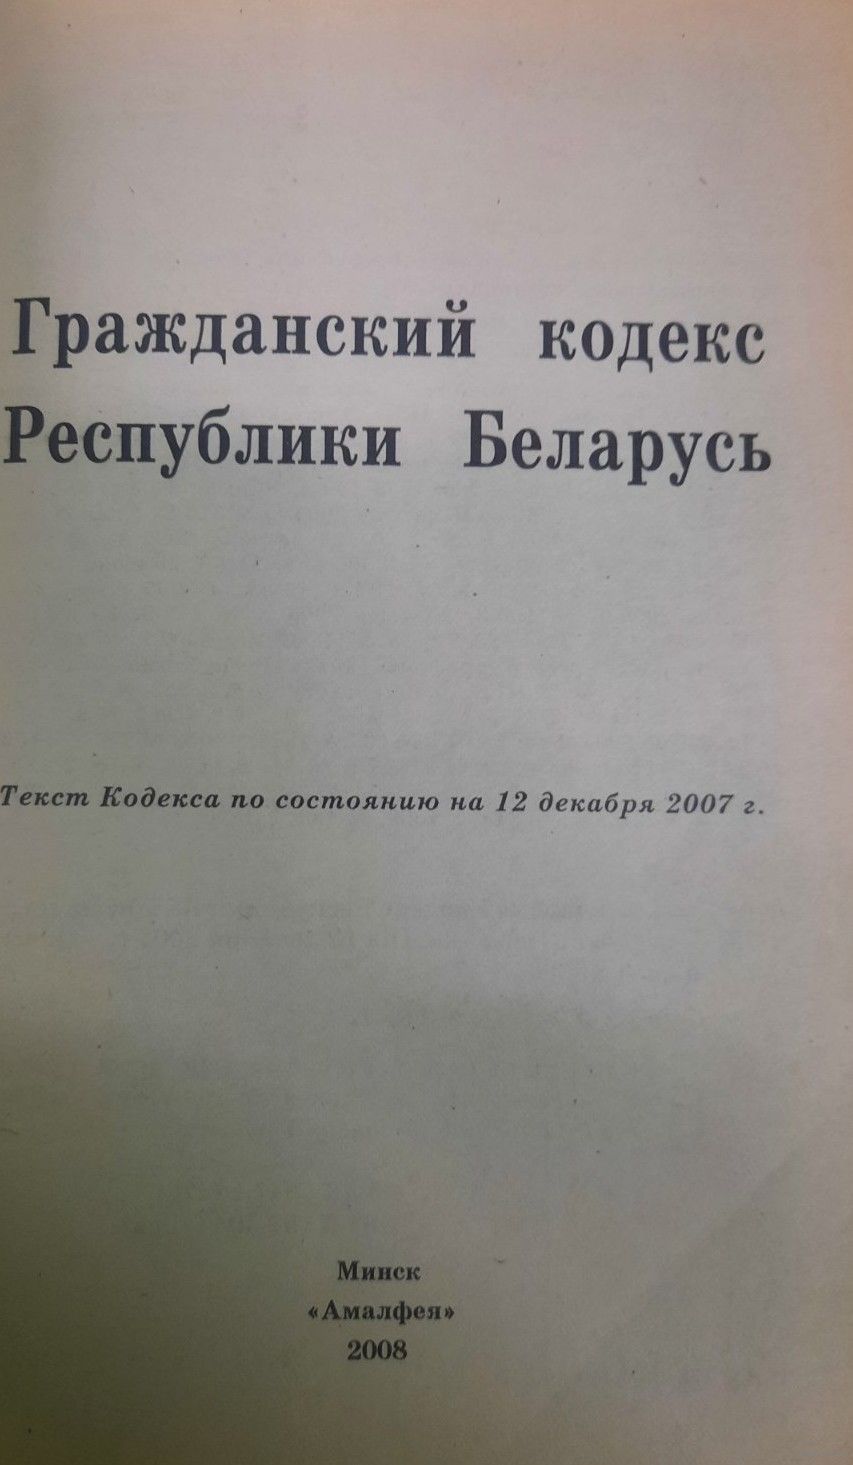 Гражданский кодекс
Республики Беларусь
Текст Кодекса по состоянию на 12 декабря 2007 г.
Минск
«Амалфея»
2008